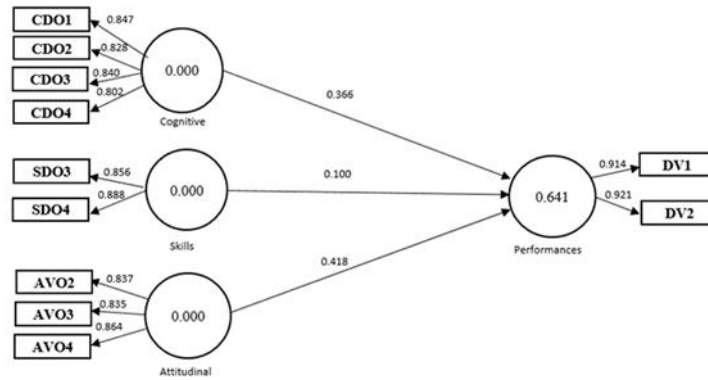 CDO1
0.847
CDO2
0.828
CDO3
0.840
CDO4
0.802
0.000
Cognitive
0.366
SDO3
0.856
SDO4
0.888
0.000
Skills
0.100
AVO2
0.837
AVO3
0.835
AVO4
0.864
0.000
Attitudinal
0.418
0.641
Performances
0.914
DV1
0.921
DV2